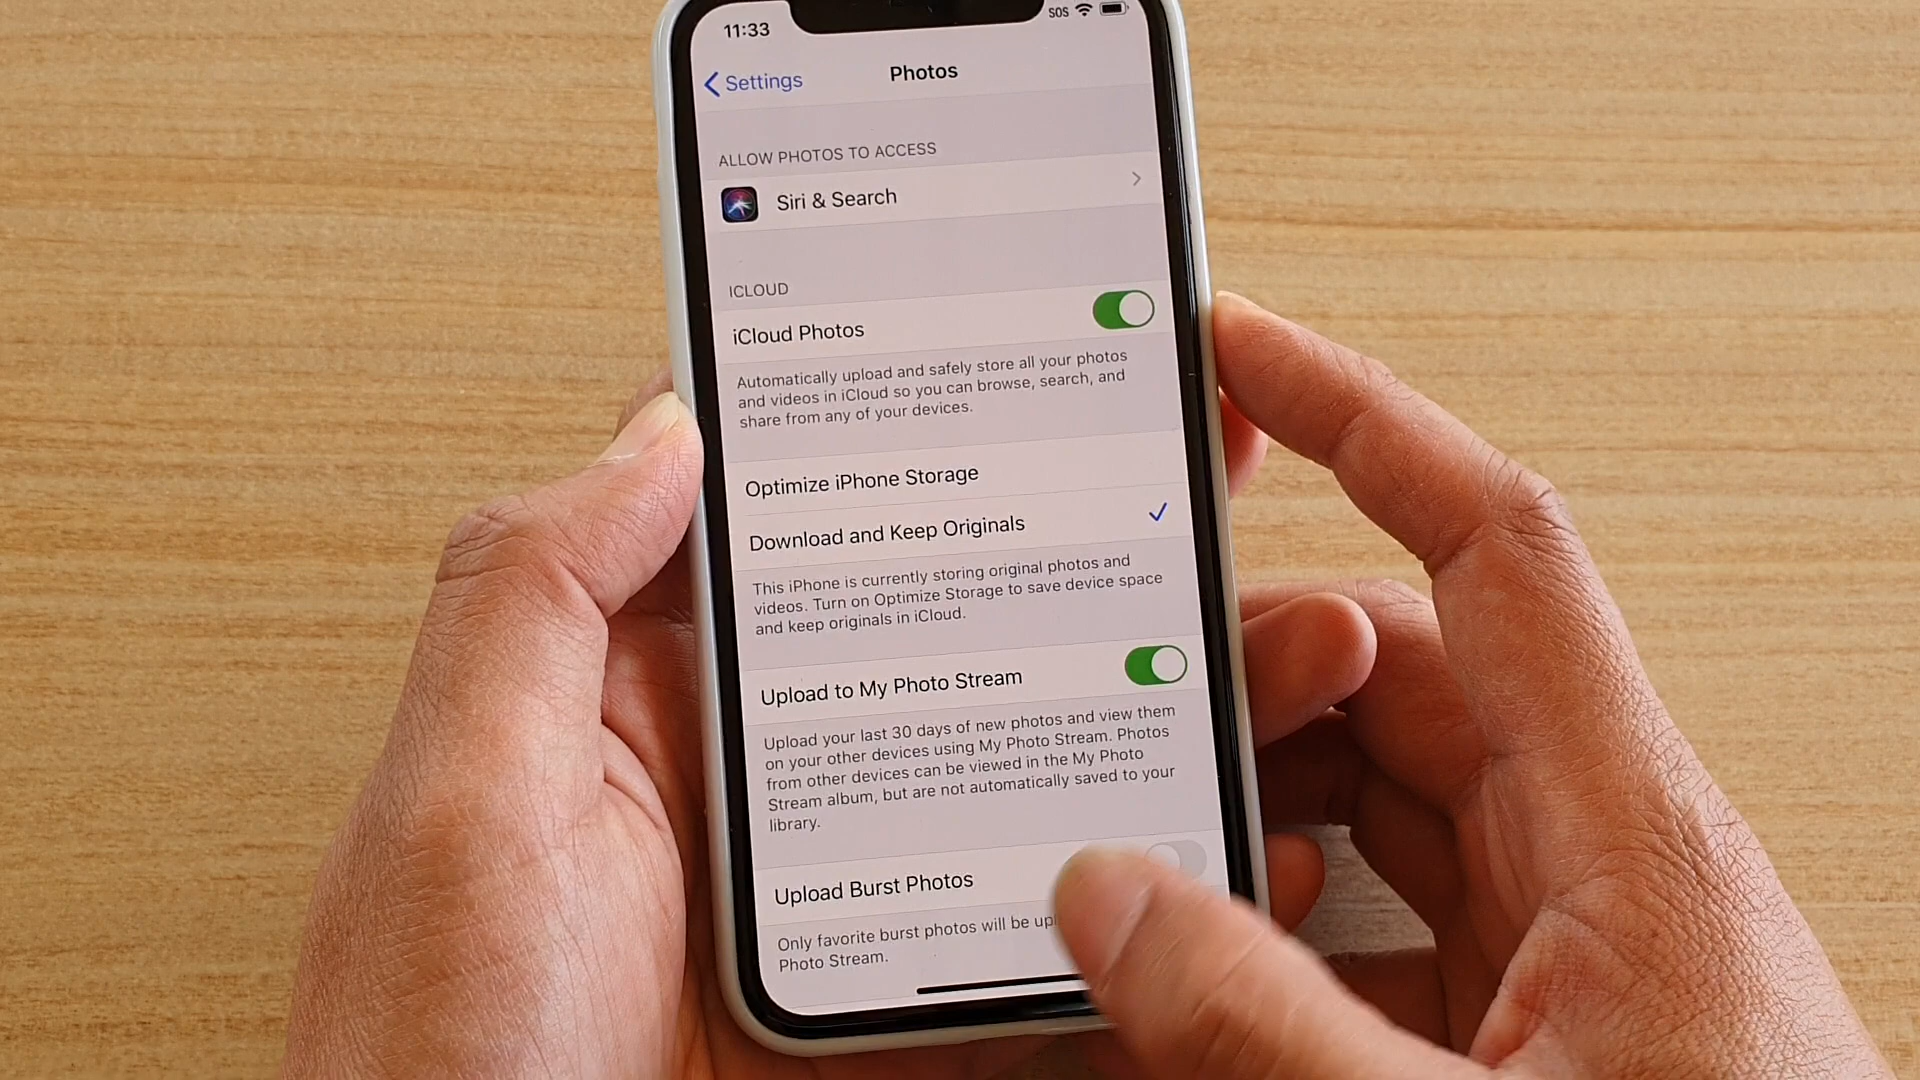 11:33
SOS
Settings
Photos
ALLOW PHOTOS TO ACCESS
Siri & Search
ICLOUD
iCloud Photos
Automatically upload and safely store all your photos
and videos in iCloud so you can browse, search, and
share from any of your devices.
Optimize iPhone Storage
Download and Keep Originals
This iPhone is currently storing original photos and
videos. Turn on Optimize Storage to save device space
and keep originals in iCloud.
Upload to My Photo Stream
Upload your last 30 days of new photos and view them
on your other devices using My Photo Stream. Photos
from other devices can be viewed in the My Photo
Stream album, but are not automatically saved to your
library.
Upload Burst Photos
Only favorite burst photos will be
Photo Stream.